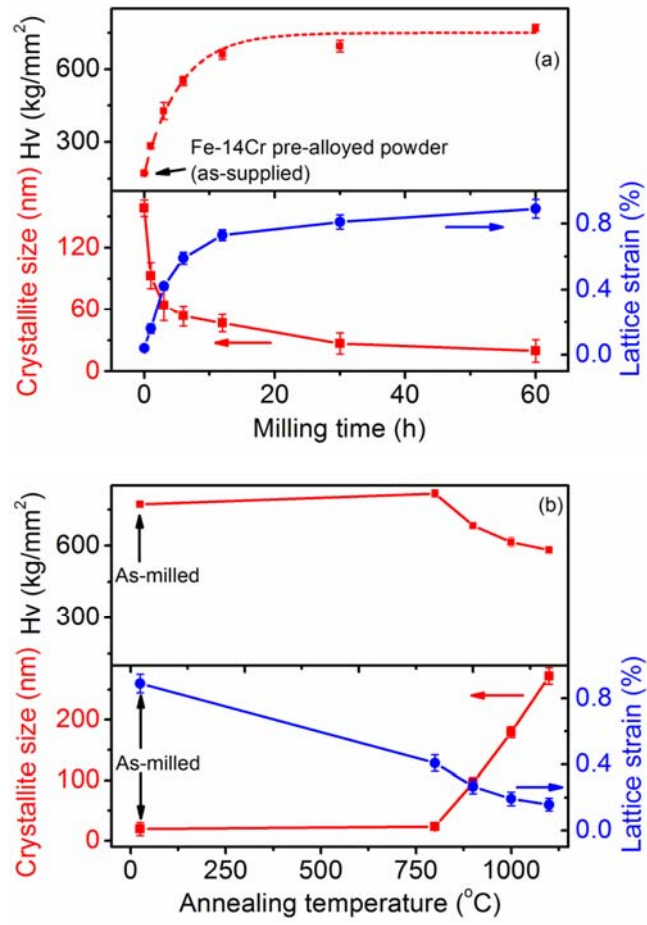 Hv (kg/mm²)
600
300
(a)
Fe-14Cr pre-alloyed powder
(as-supplied)
Crystallite size (nm)
120
60
0
0.8
0.4
0.0
Lattice strain (%)
0 20 40 60
Milling time (h)
Hv (kg/mm²)
600
300
(b)
As-milled
Crystallite size (nm)
200
100
0
As-milled
0.8
0.4
0.0
Lattice strain (%)
0 250 500 750 1000
Annealing temperature (°C)